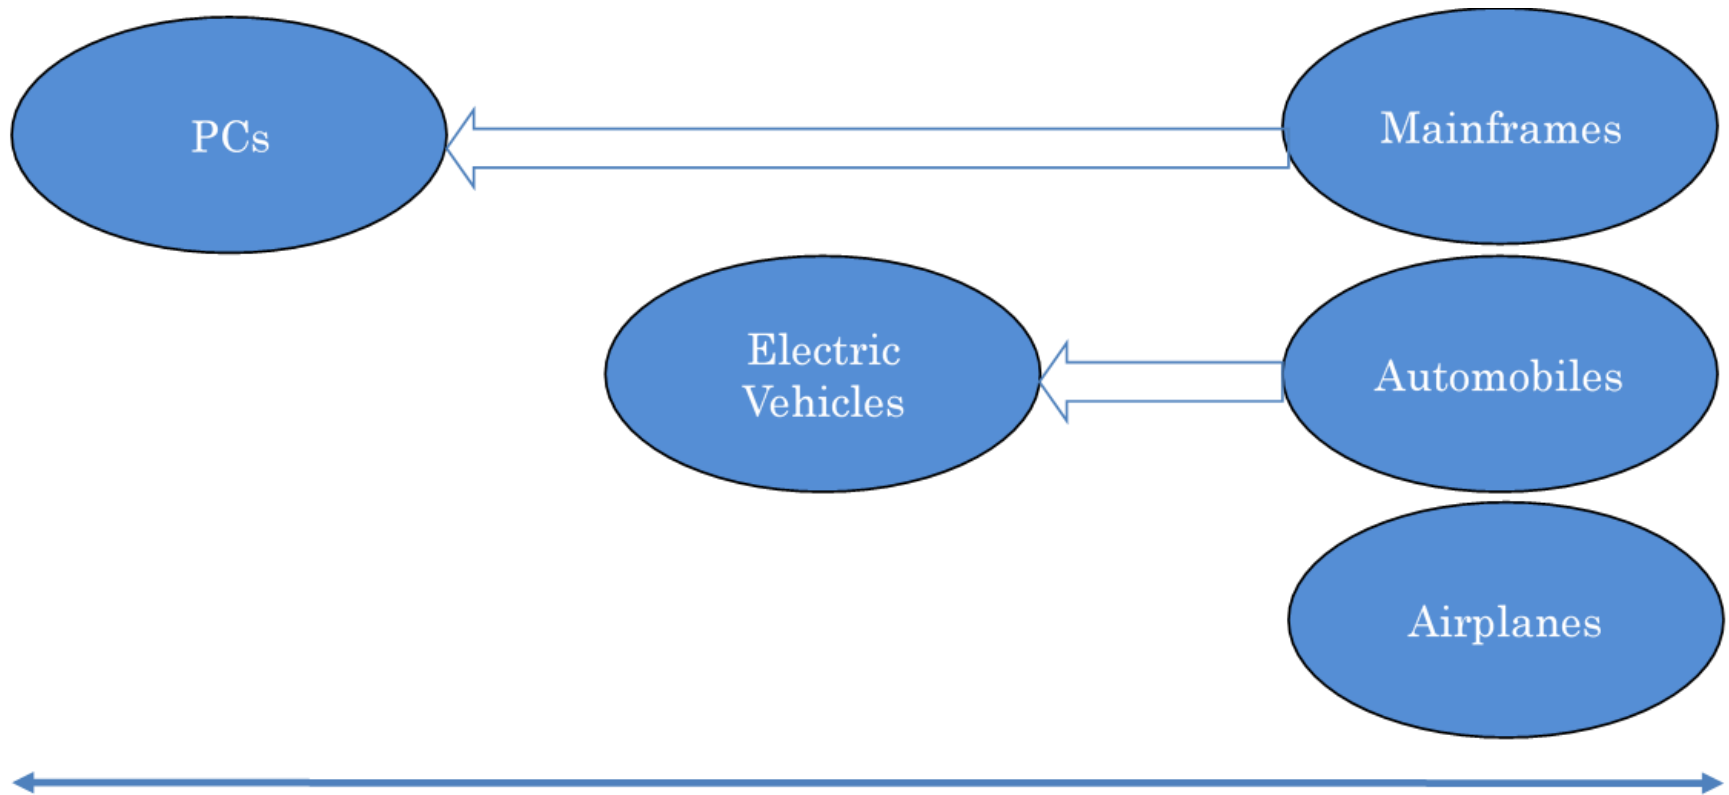 PCs
Mainframes
Electric
Vehicles
Automobiles
Airplanes